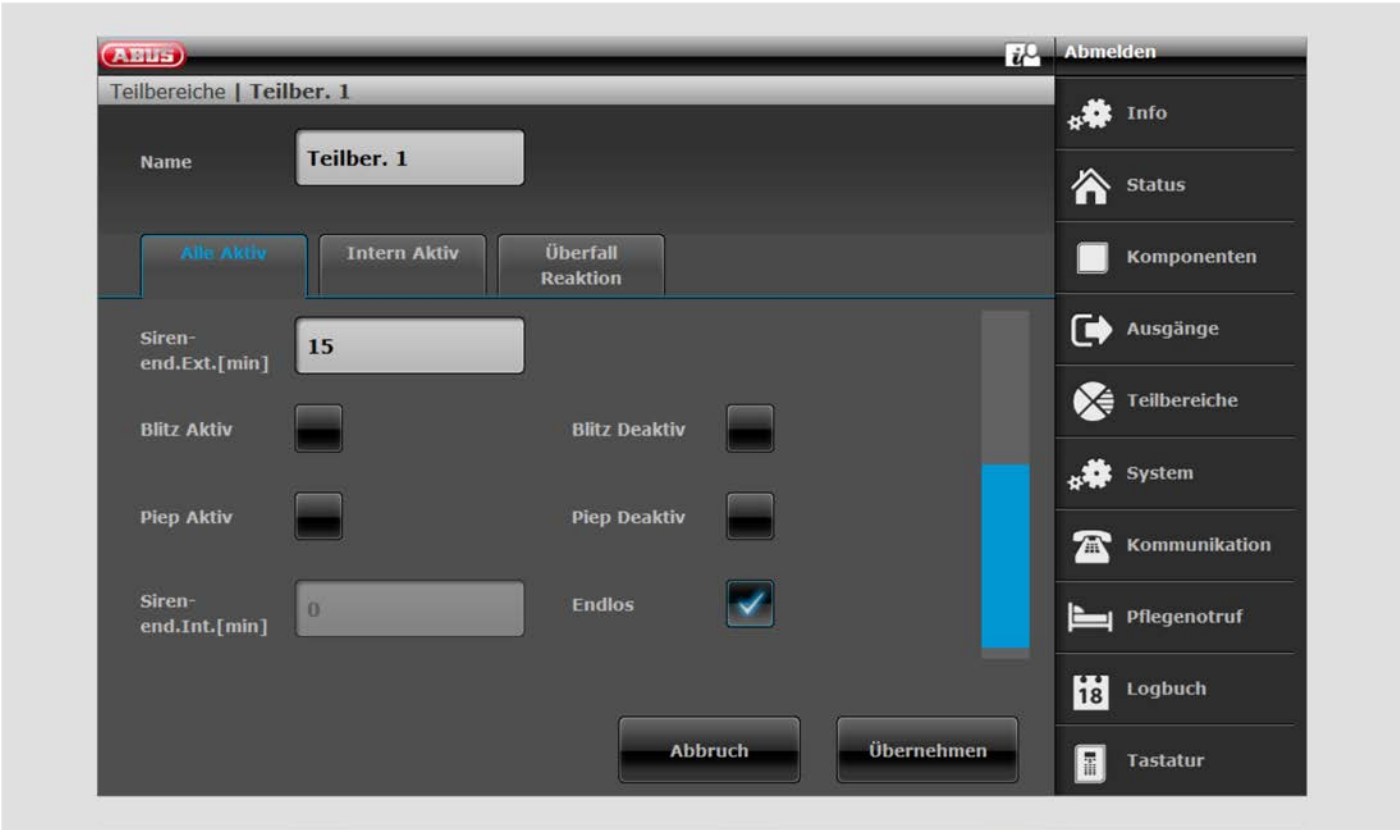 ABUS
Abmelden
Teilbereiche | Teilber. 1
Name
Teilber. 1
Alle Aktiv
Intern Aktiv
Überfall
Reaktion
Siren-
end.Ext.[min]
15
Blitz Aktiv
Blitz Deaktiv
Piep Aktiv
Piep Deaktiv
Siren-
end.Int.[min]
0
Endlos
Abbruch
Übernehmen
Info
Status
Komponenten
Ausgänge
Teilbereiche
System
Kommunikation
Pflegenotruf
18
Logbuch
Tastatur